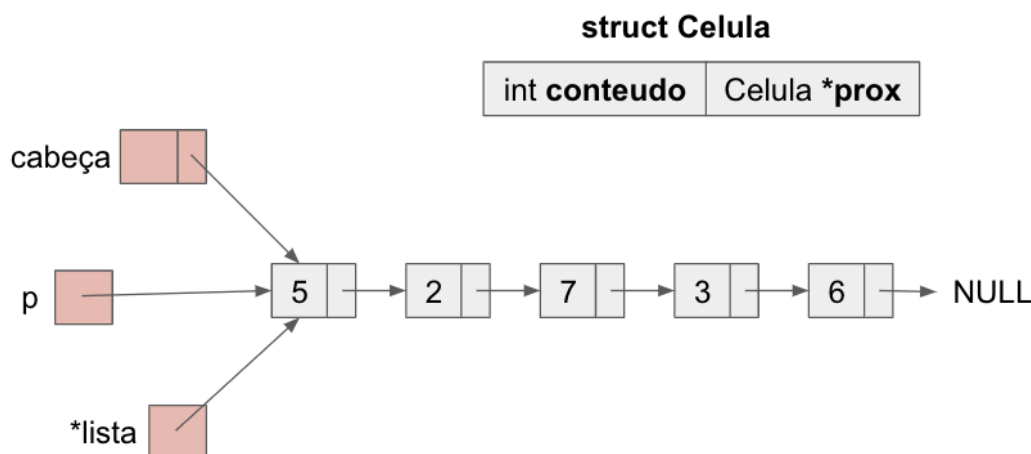 struct Celula
int conteudo Celula *prox
cabeça
p
5 2 7 3 6 NULL
*lista